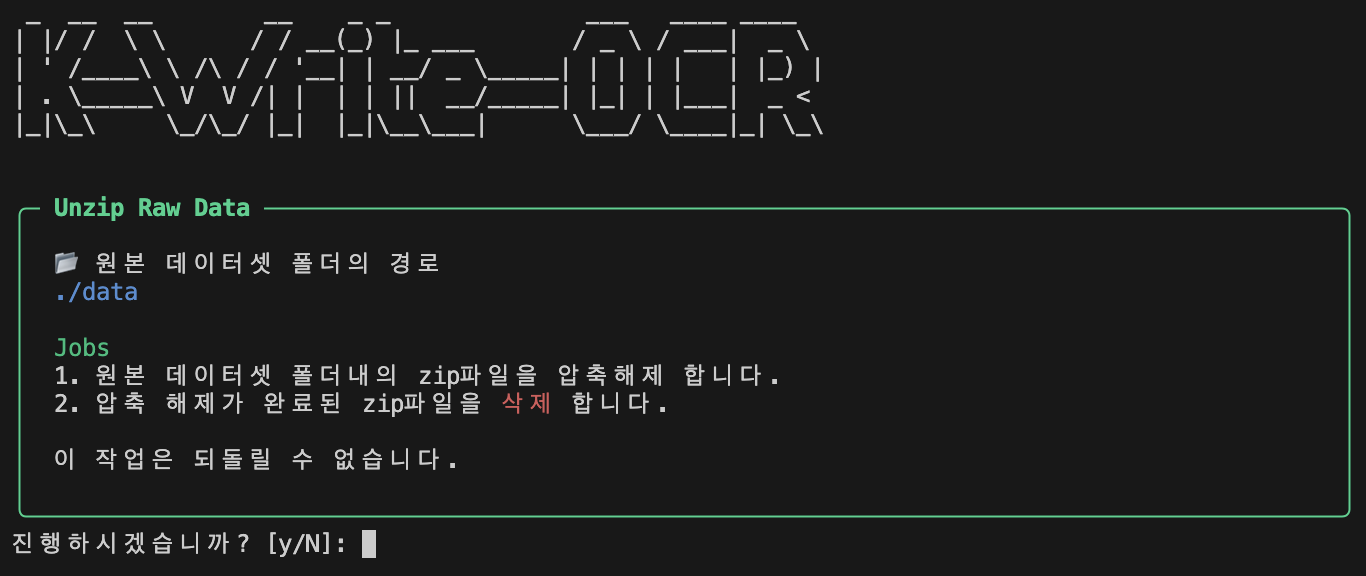 K-Write-OCR
Unzip Raw Data
원본 데이터셋 폴더의 경로
./data
Jobs
1. 원본 데이터셋 폴더내의 zip파일을 압축해제 합니다.
2. 압축 해제가 완료된 zip파일을 삭제 합니다.
이 작업은 되돌릴 수 없습니다.
진행하시겠습니까? [y/N]: